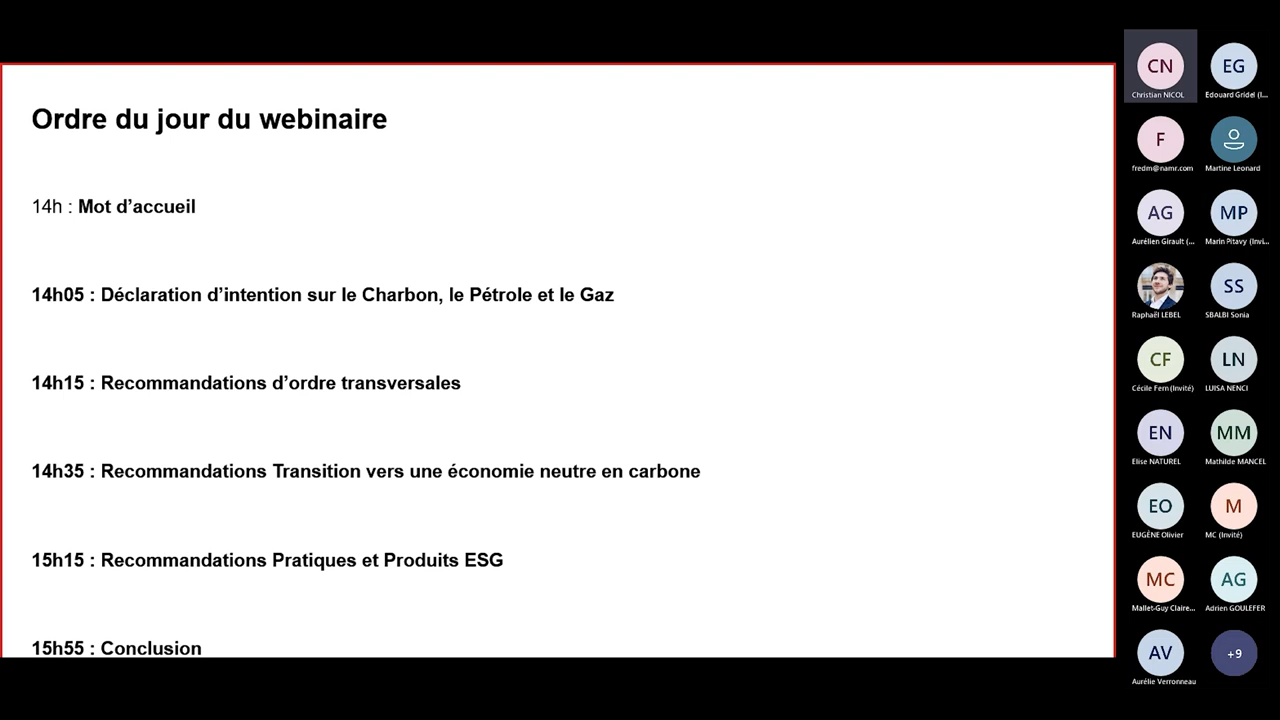 Ordre du jour du webinaire
14h : Mot d’accueil
14h05 : Déclaration d’intention sur le Charbon, le Pétrole et le Gaz
14h15 : Recommandations d’ordre transversales
14h35 : Recommandations Transition vers une économie neutre en carbone
15h15 : Recommandations Pratiques et Produits ESG
15h55 : Conclusion
CN
Christian NICOL
EG
Edouard Gridel (I...
F
fredm@namr.com
Martine Leonard
AG
Aurélien Girault (...
MP
Marin Pitavy (Invi...
Raphaël LEBEL
SS
SBALBI Sonia
CF
Cécile Fern (Invité)
LN
LUISA NENCI
EN
Elise NATUREL
MM
Mathilde MANCEL
EO
EUGÈNE Olivier
M
MC (Invité)
MC
Mallet-Guy Claire...
AG
Adrien GOULEFER
AV
Aurélie Verronneau
+9